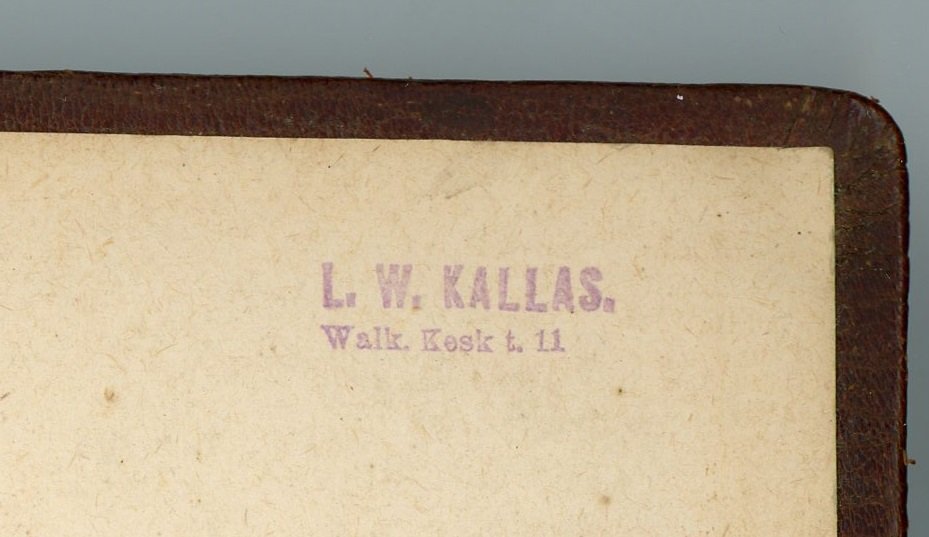 L. W. KALLAS.
Walk. Kesk t. 11